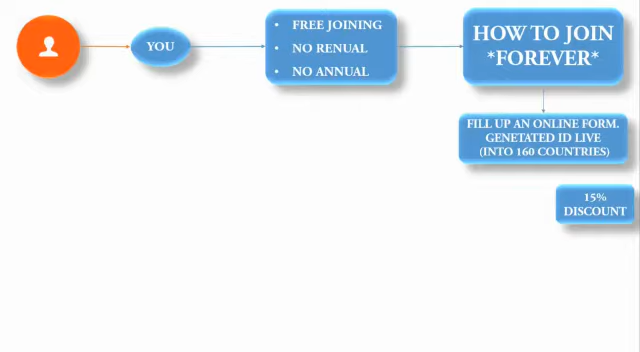 YOU
• FREE JOINING
• NO RENUAL
• NO ANNUAL
HOW TO JOIN
*FOREVER*
FILL UP AN ONLINE FORM.
GENETATED ID LIVE
(INTO 160 COUNTRIES)
15%
DISCOUNT